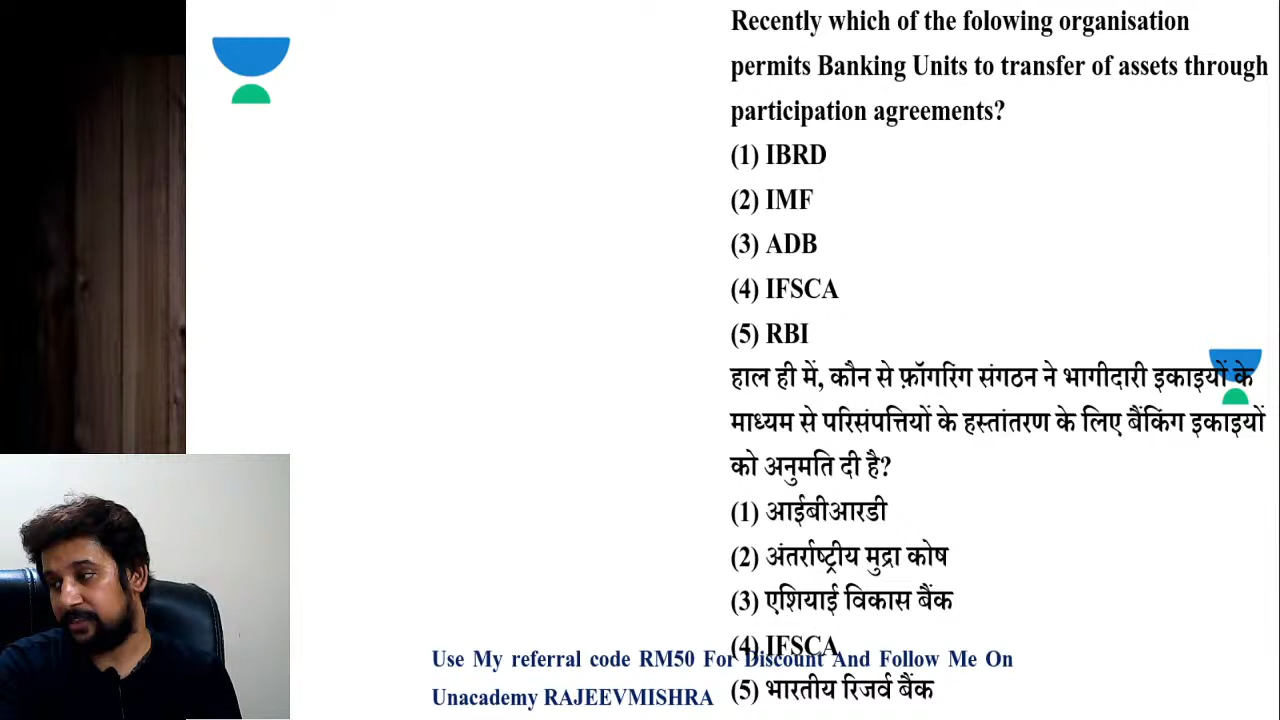 Recently which of the folowing organisation
permits Banking Units to transfer of assets through
participation agreements?
(1) IBRD
(2) IMF
(3) ADB
(4) IFSCA
(5) RBI
हाल ही में, कौन से फ़ॉगरिंग संगठन ने भागीदारी इकाइयों के
माध्यम से परिसंपत्तियों के हस्तांतरण के लिए बैंकिंग इकाइयों
को अनुमति दी है?
(1) आईबीआरडी
(2) अंतर्राष्ट्रीय मुद्रा कोष
(3) एशियाई विकास बैंक
(4) IFSCA
(5) भारतीय रिजर्व बैंक
Use My referral code RM50 For Discount And Follow Me On
Unacademy RAJEEVMISHRA